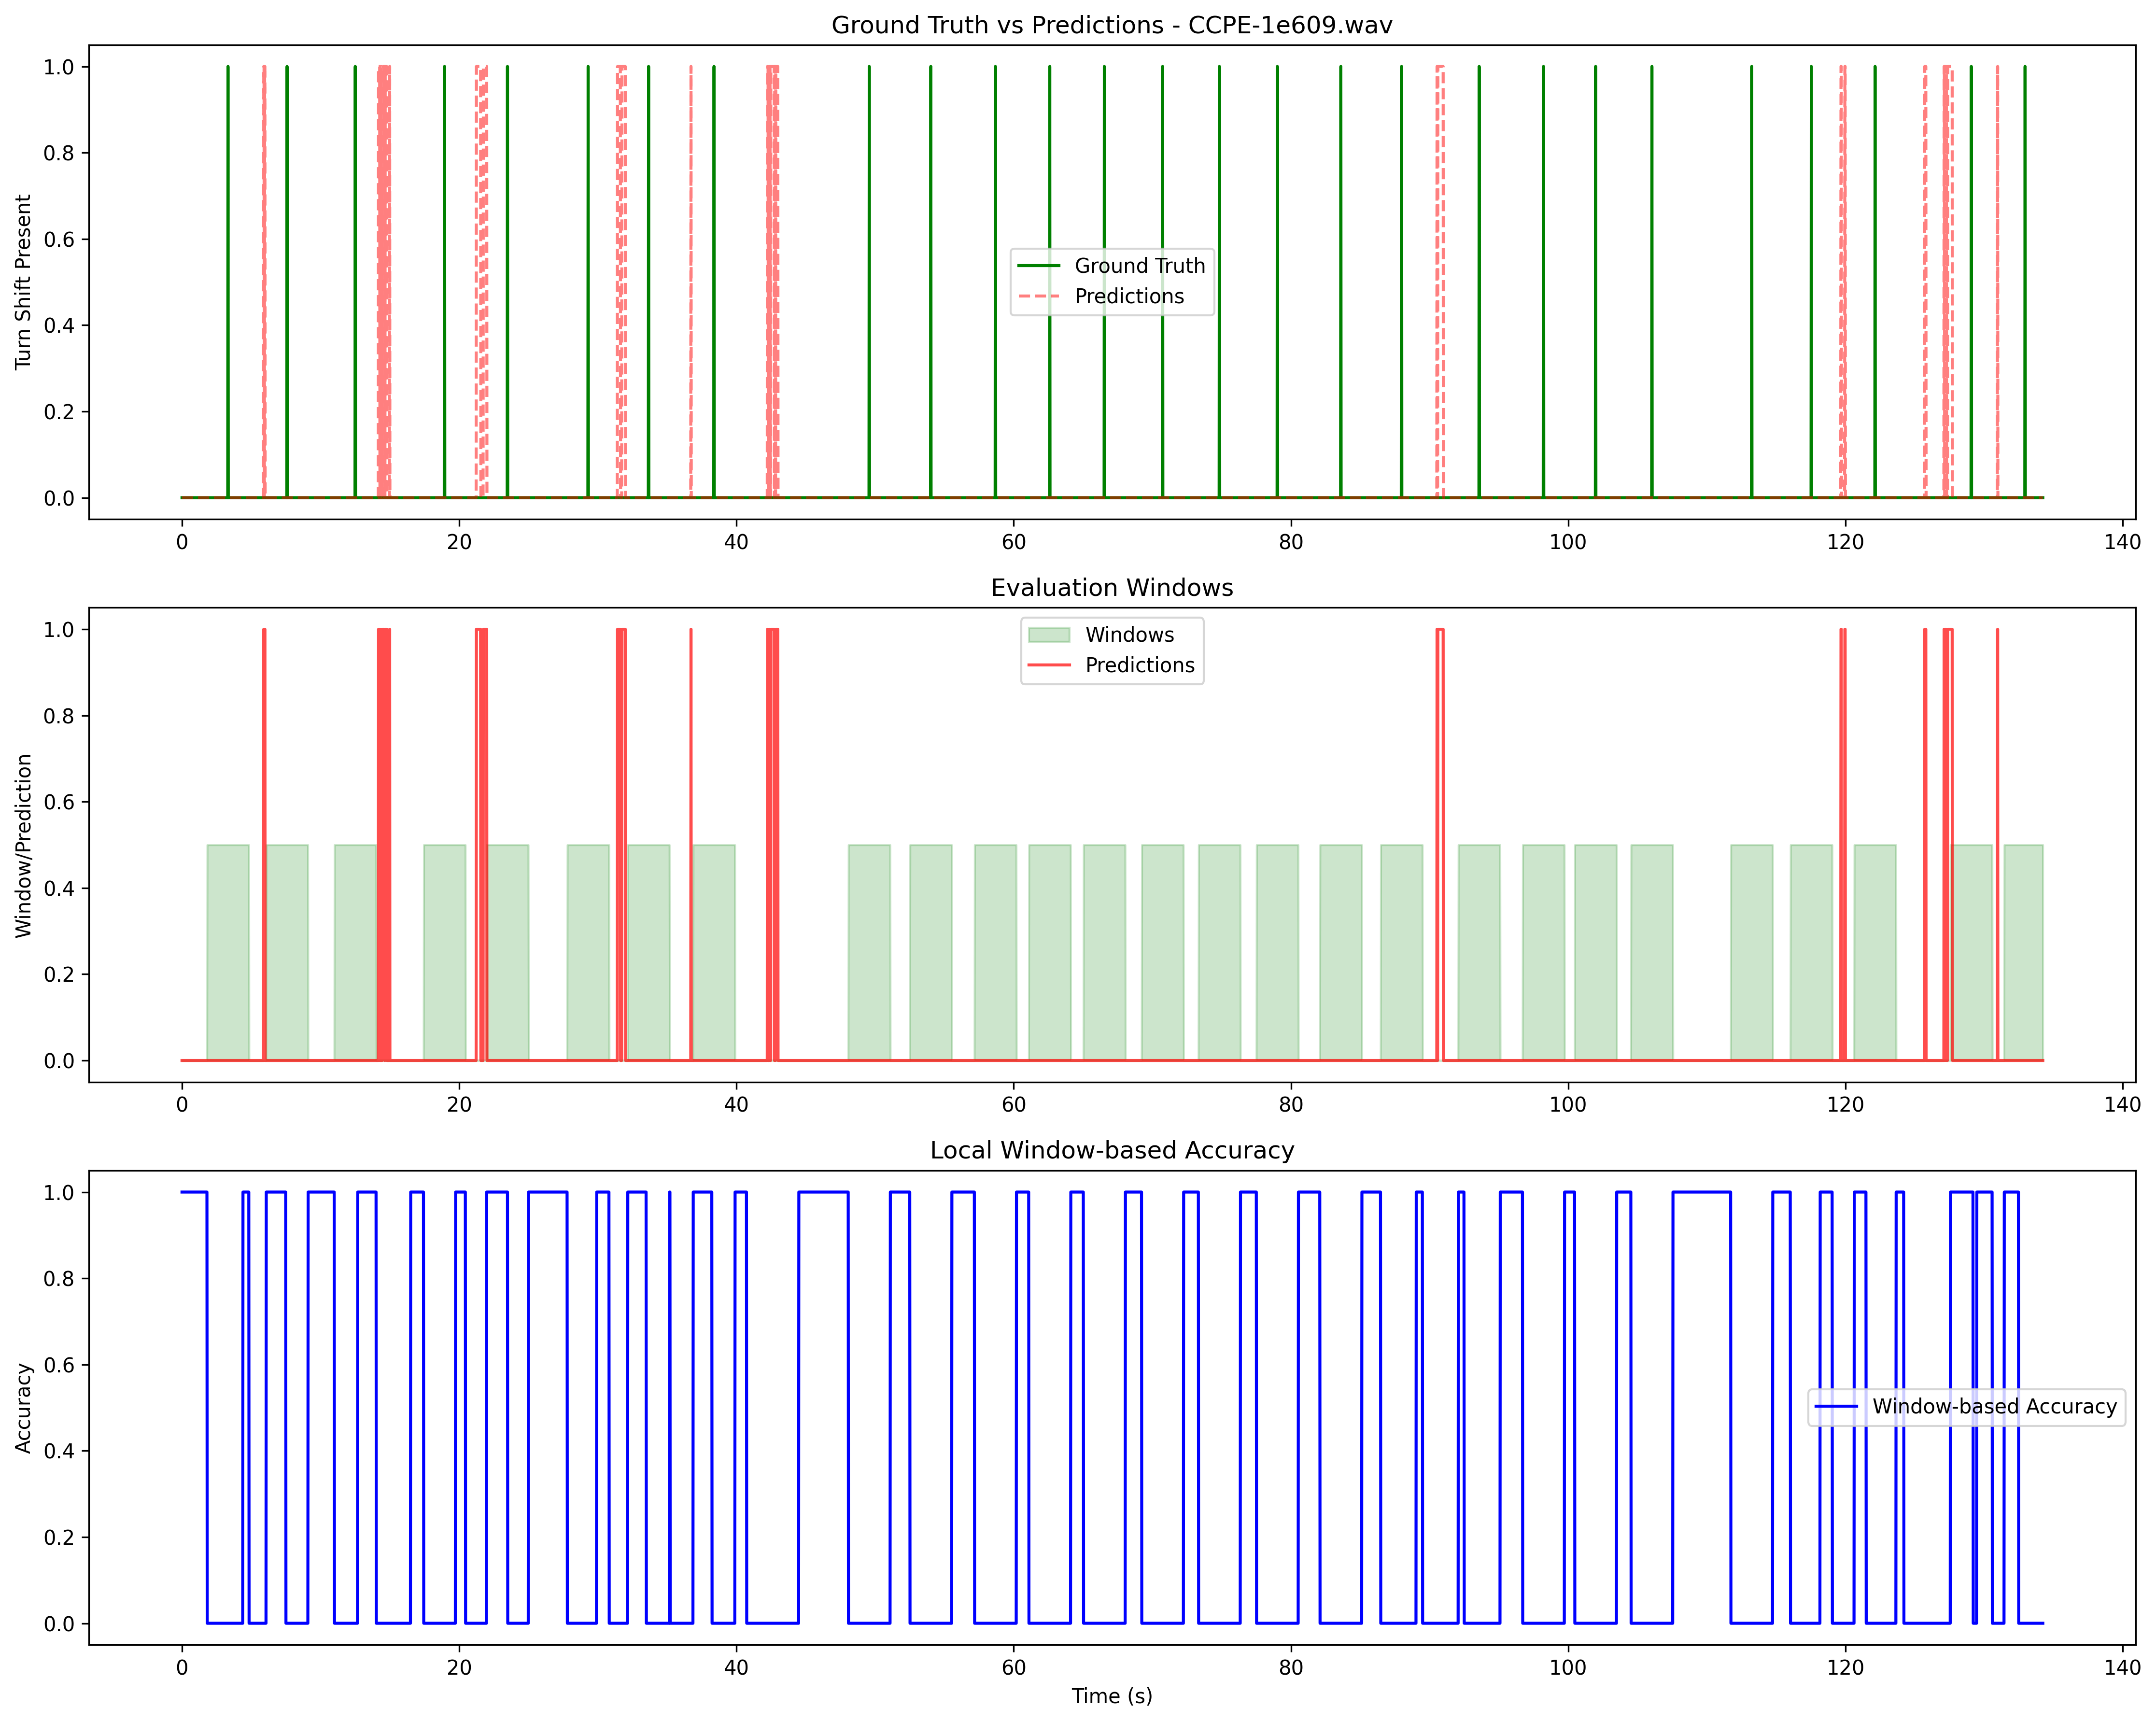 Ground Truth vs Predictions - CCPE-1e609.wav
Turn Shift Present
1.0
0.8
0.6
0.4
0.2
0.0
Ground Truth
Predictions
0 20 40 60 80 100 120 140
Evaluation Windows
Window/Prediction
1.0
0.8
0.6
0.4
0.2
0.0
Windows
Predictions
0 20 40 60 80 100 120 140
Local Window-based Accuracy
Accuracy
1.0
0.8
0.6
0.4
0.2
0.0
Window-based Accuracy
0 20 40 60 80 100 120 140
Time (s)